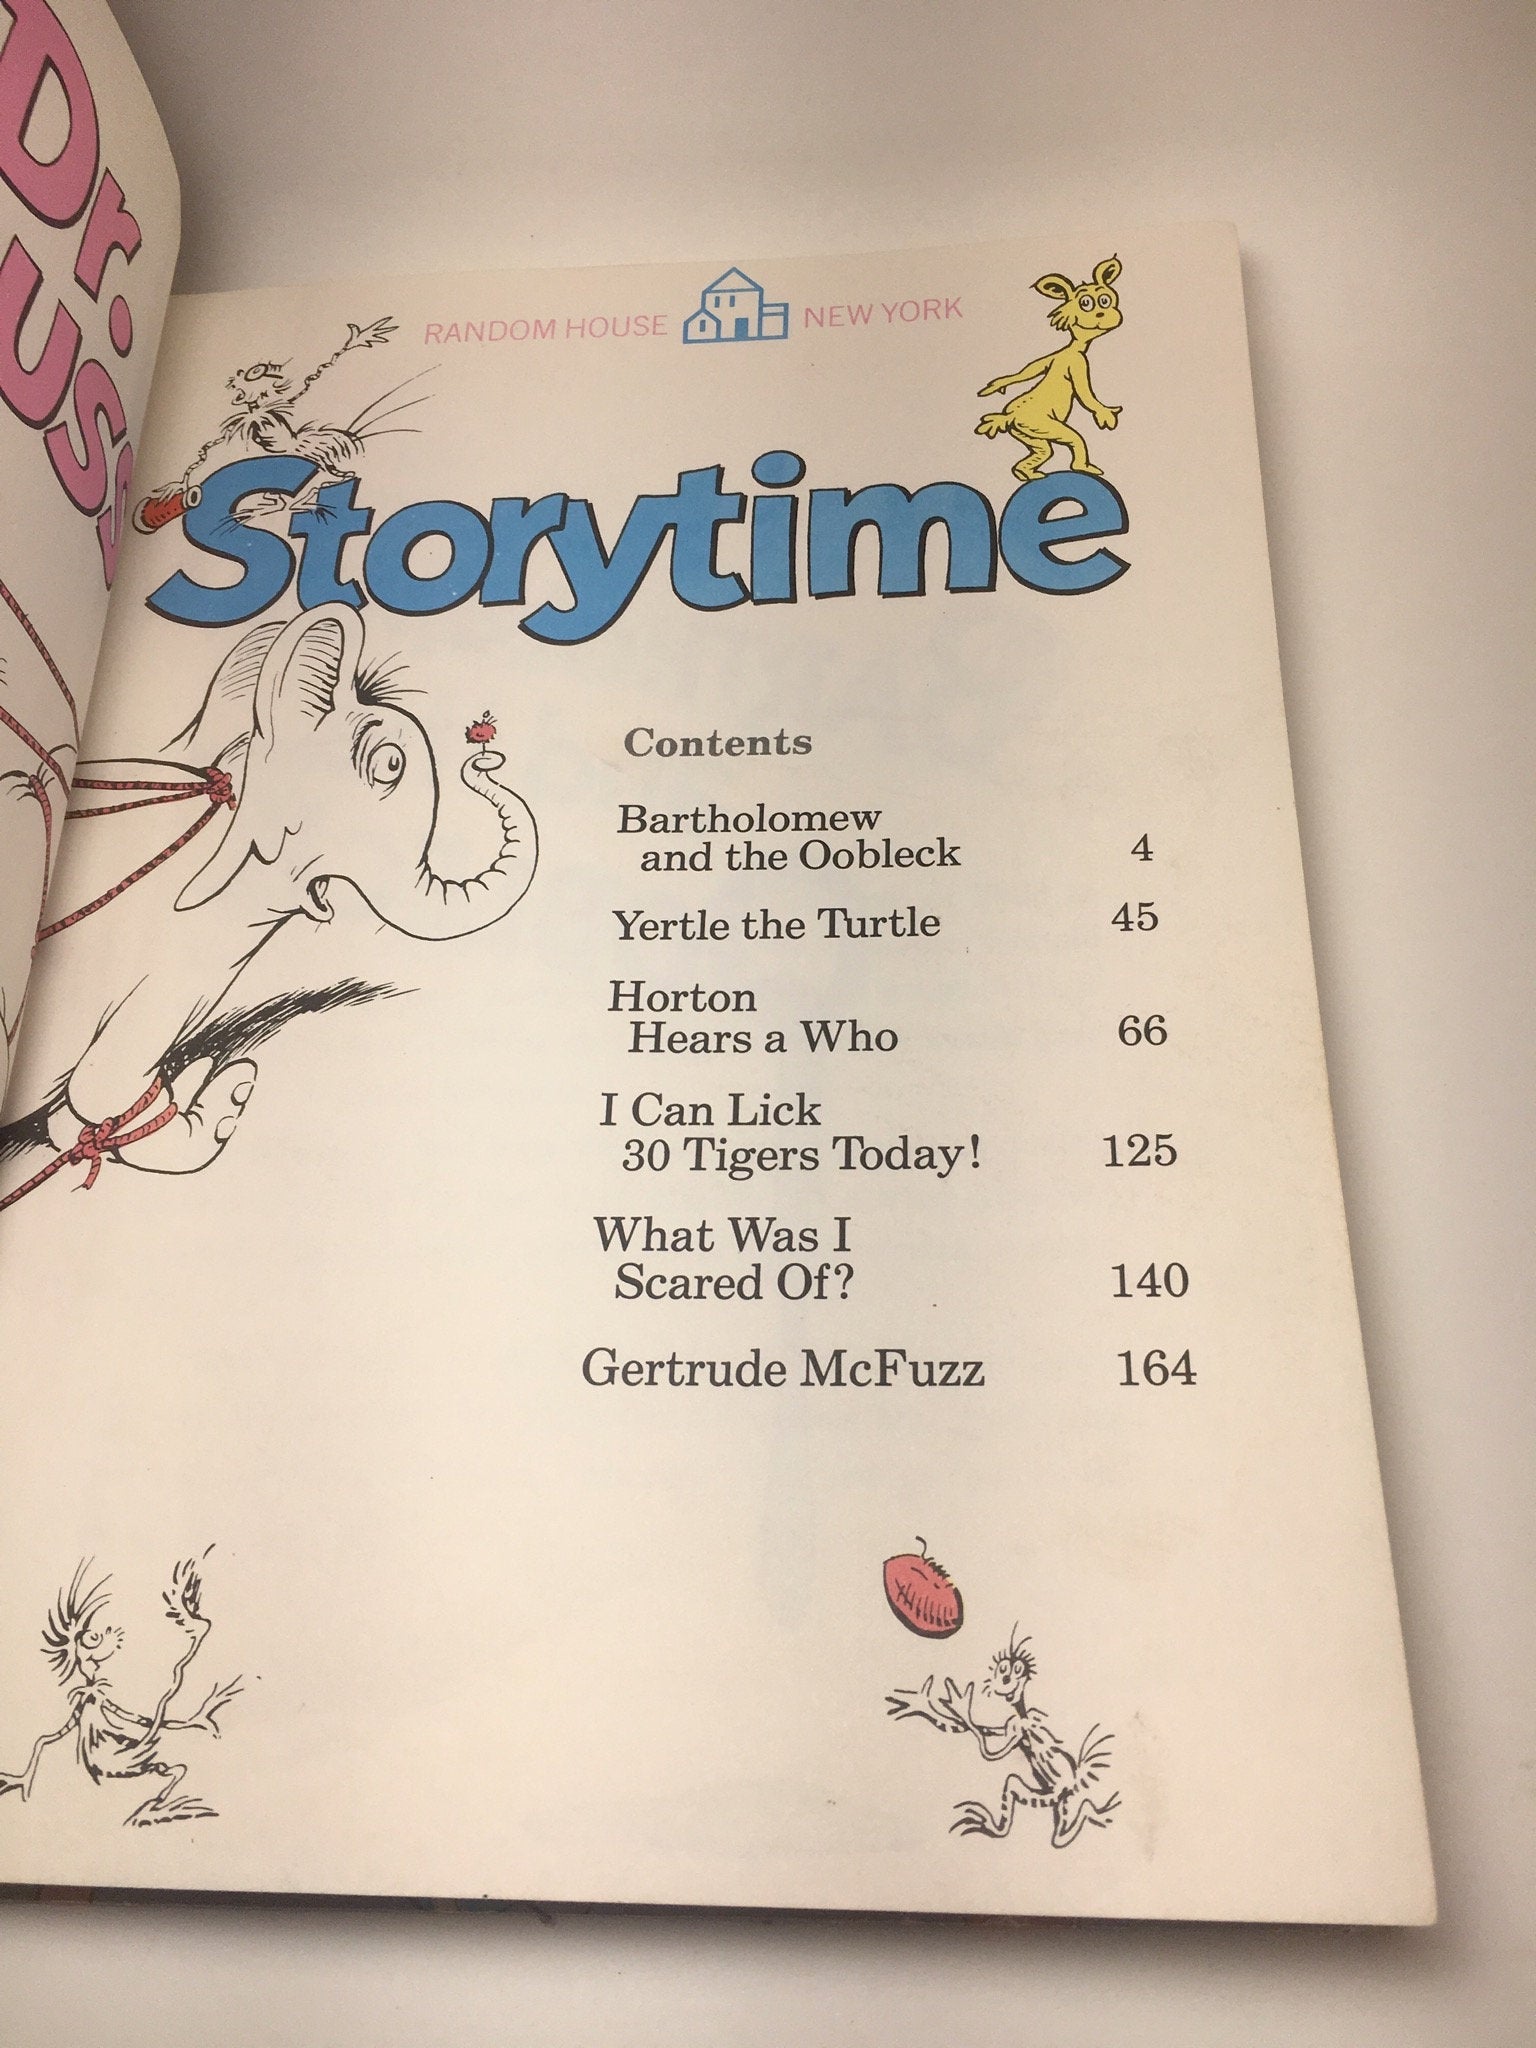 Dr.
RANDOM HOUSE NEW YORK
Storytime
Contents
Bartholomew
and the Oobleck 4
Yertle the Turtle 45
Horton
Hears a Who 66
I Can Lick
30 Tigers Today! 125
What Was I
Scared Of? 140
Gertrude McFuzz 164